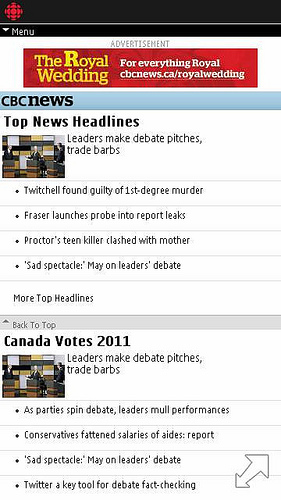 Menu
ADVERTISEMENT
The Royal Wedding
For everything Royal
cbcnews.ca/royalwedding
CBCnews
Top News Headlines
Leaders make debate pitches,
trade barbs
• Twitchell found guilty of 1st-degree murder
• Fraser launches probe into report leaks
• Proctor's teen killer clashed with mother
• 'Sad spectacle:' May on leaders' debate
More Top Headlines
Back To Top
Canada Votes 2011
Leaders make debate pitches,
trade barbs
• As parties spin debate, leaders mull performances
• Conservatives fattened salaries of aides: report
• 'Sad spectacle:' May on leaders' debate
• Twitter a key tool for debate fact-checking